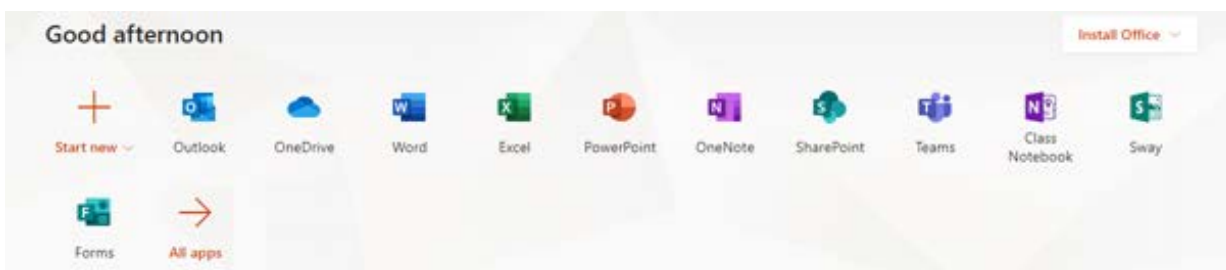 Good afternoon
Install Office
Start new
Outlook
OneDrive
Word
Excel
PowerPoint
OneNote
SharePoint
Teams
Class
Notebook
Sway
Forms
All apps